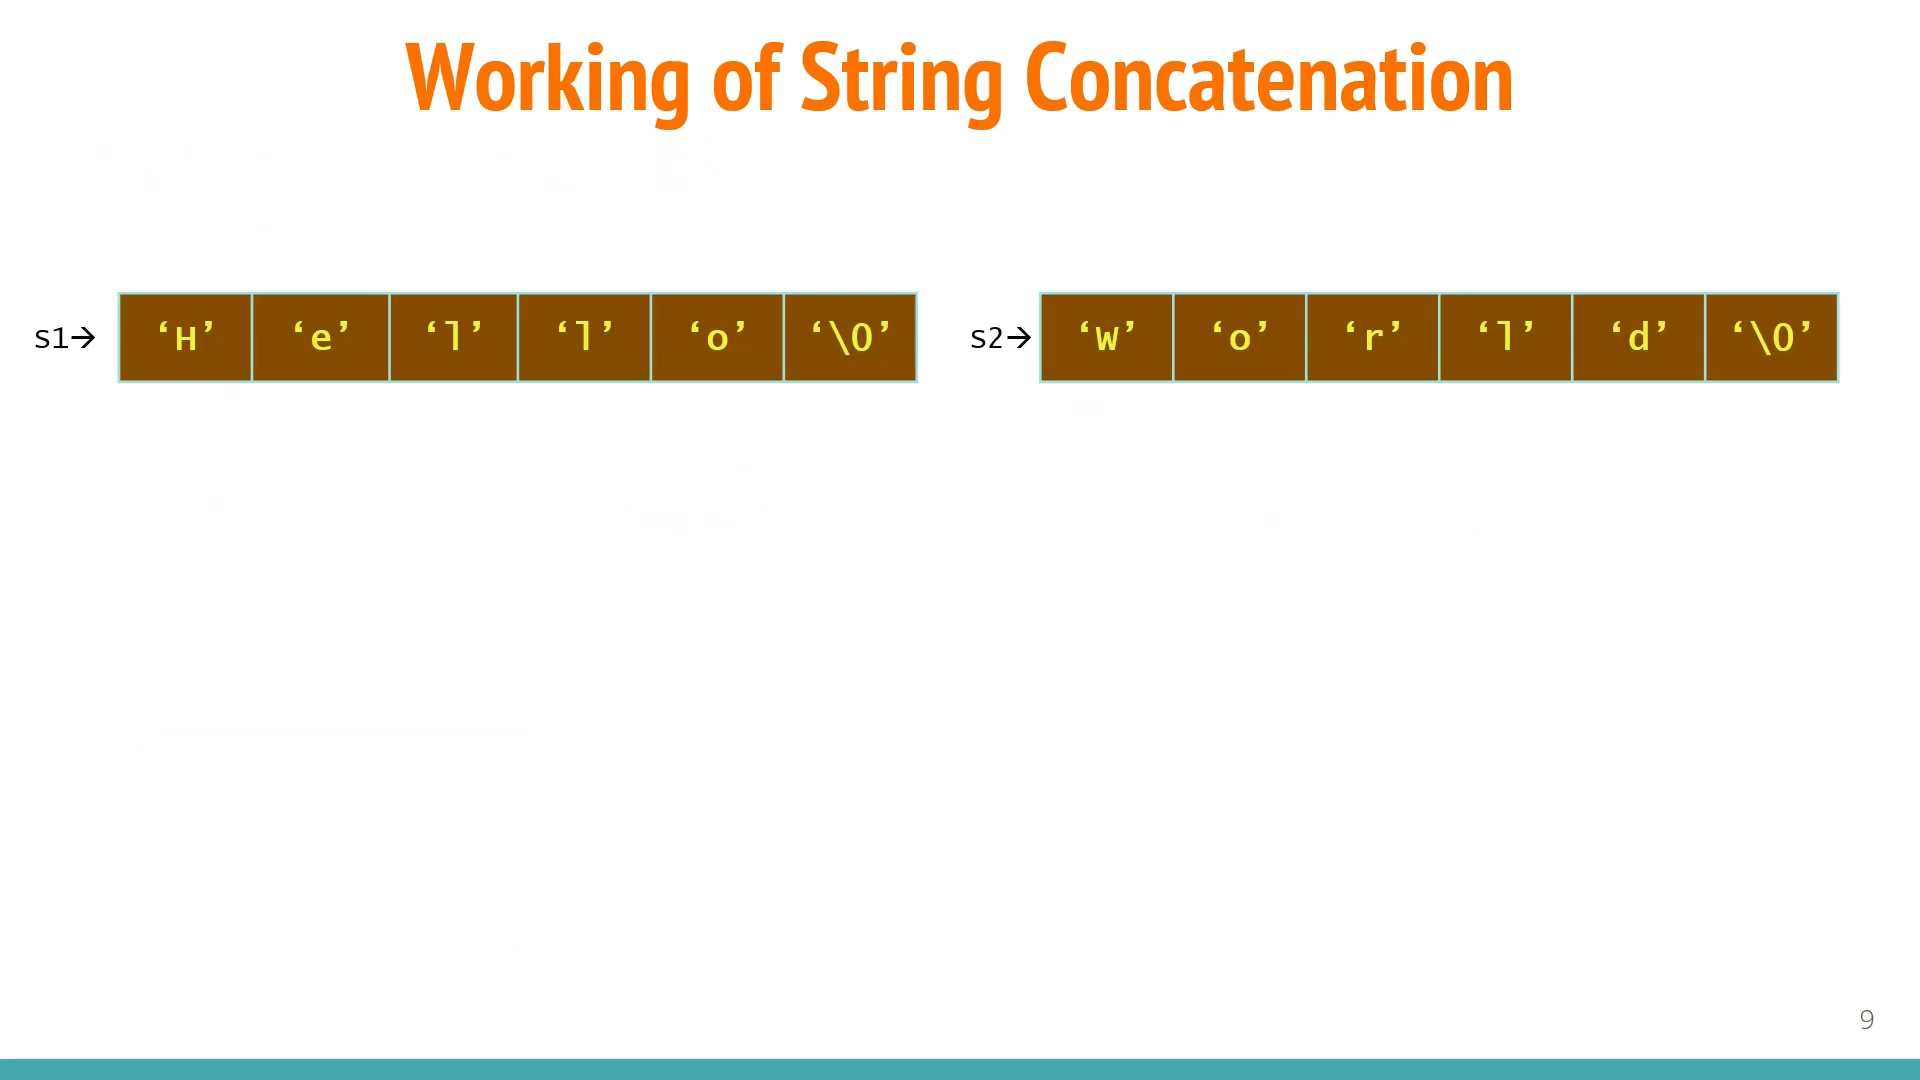 Working of String Concatenation
s1→ ‘H’ ‘e’ ‘l’ ‘l’ ‘o’ ‘\0’ s2→ ‘W’ ‘o’ ‘r’ ‘l’ ‘d’ ‘\0’
9